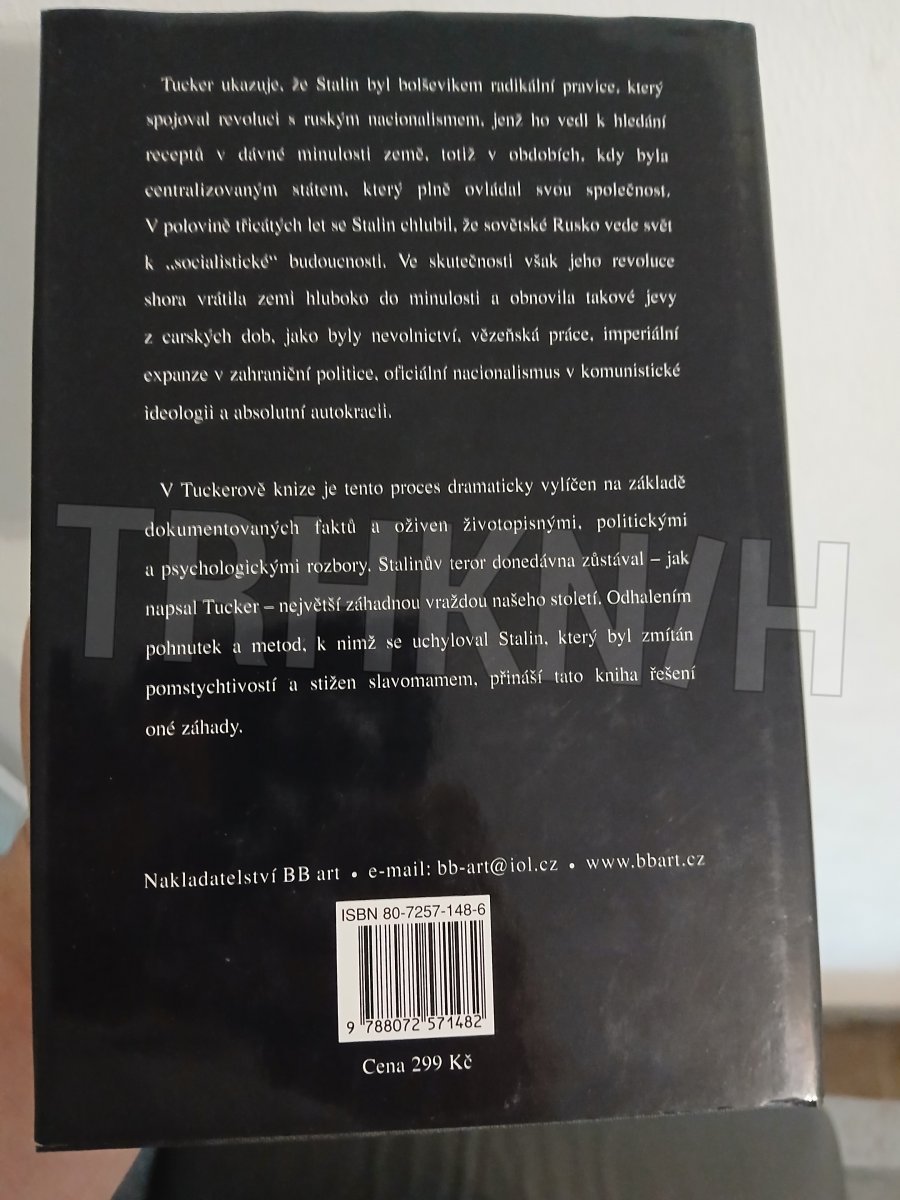 Tucker ukazuje, že Stalin byl bolševikem radikální pravice, který
spojoval revoluci s ruským nacionalismem, jenž ho vedl k hledání
receptů v dávné minulosti země, totiž v obdobích, kdy byla
centralizovaným státem, který plně ovládal svou společnost.
V polovině třicátých let se Stalin chlubil, že sovětské Rusko vede svět
k „socialistické“ budoucnosti. Ve skutečnosti však jeho revoluce
shora vrátila zemi hluboko do minulosti a obnovila takové jevy
z carských dob, jako byly nevolnictví, vězeňská práce, imperiální
expanze v zahraniční politice, oficiální nacionalismus v komunistické
ideologii a absolutní autokracii.
V Tuckerově knize je tento proces dramaticky vylíčen na základě
dokumentovaných faktů a oživen životopisnými, politickými
a psychologickými rozbory. Stalinův teror donedávna zůstával – jak
napsal Tucker – největší záhadnou vraždou našeho století. Odhalením
pohnutek a metod, k nimž se uchyloval Stalin, který byl zmítán
pomstychtivostí a stižen slavomamem, přináší tato kniha řešení
oné záhady.
TRHKNIH
Nakladatelství BB art • e-mail: bb-art@iol.cz • www.bbart.cz
ISBN 80-7257-148-6
9 788072 571482
Cena 299 Kč